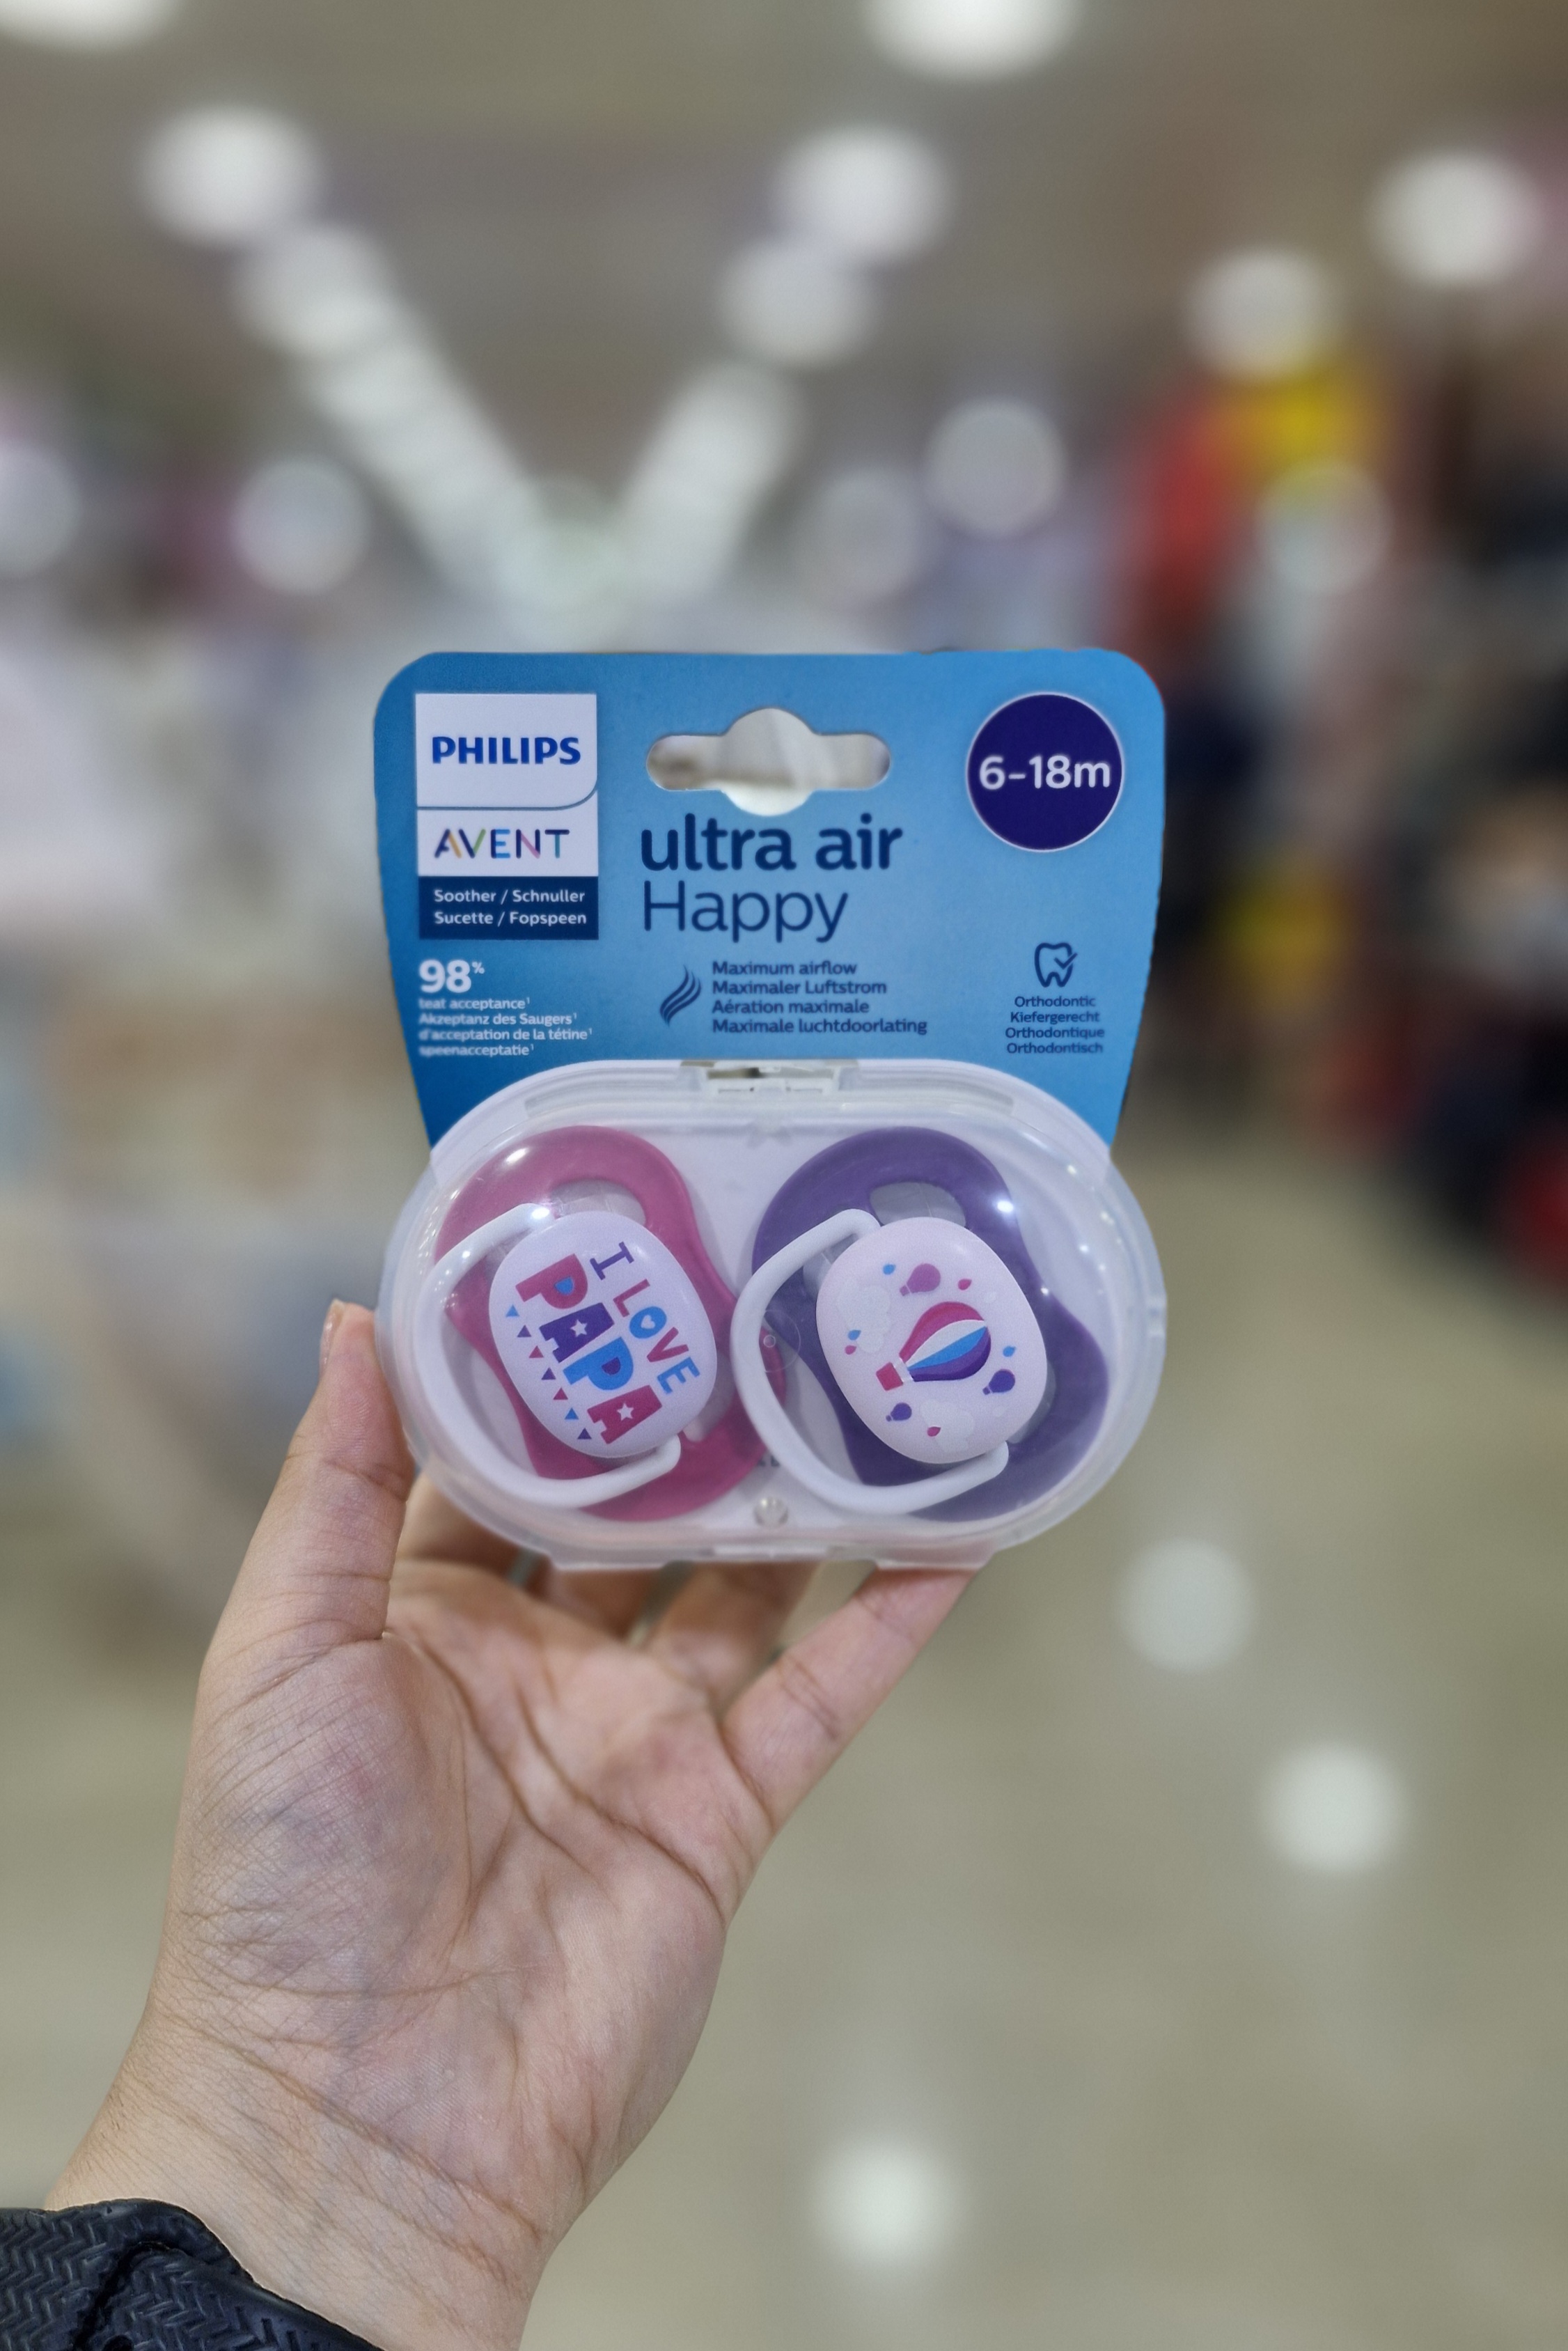 PHILIPS
AVENT
Soother / Schnuller
Sucette / Fopspeen
ultra air
Happy
6-18m
98%
teat acceptance¹
Akzeptanz des Saugers¹
d'acceptation de la tétine¹
speenacceptatie¹
Maximum airflow
Maximaler Luftstrom
Aération maximale
Maximale luchtdoorlating
Orthodontic
Kiefergerecht
Orthodontique
Orthodontisch
I LOVE
PAPA